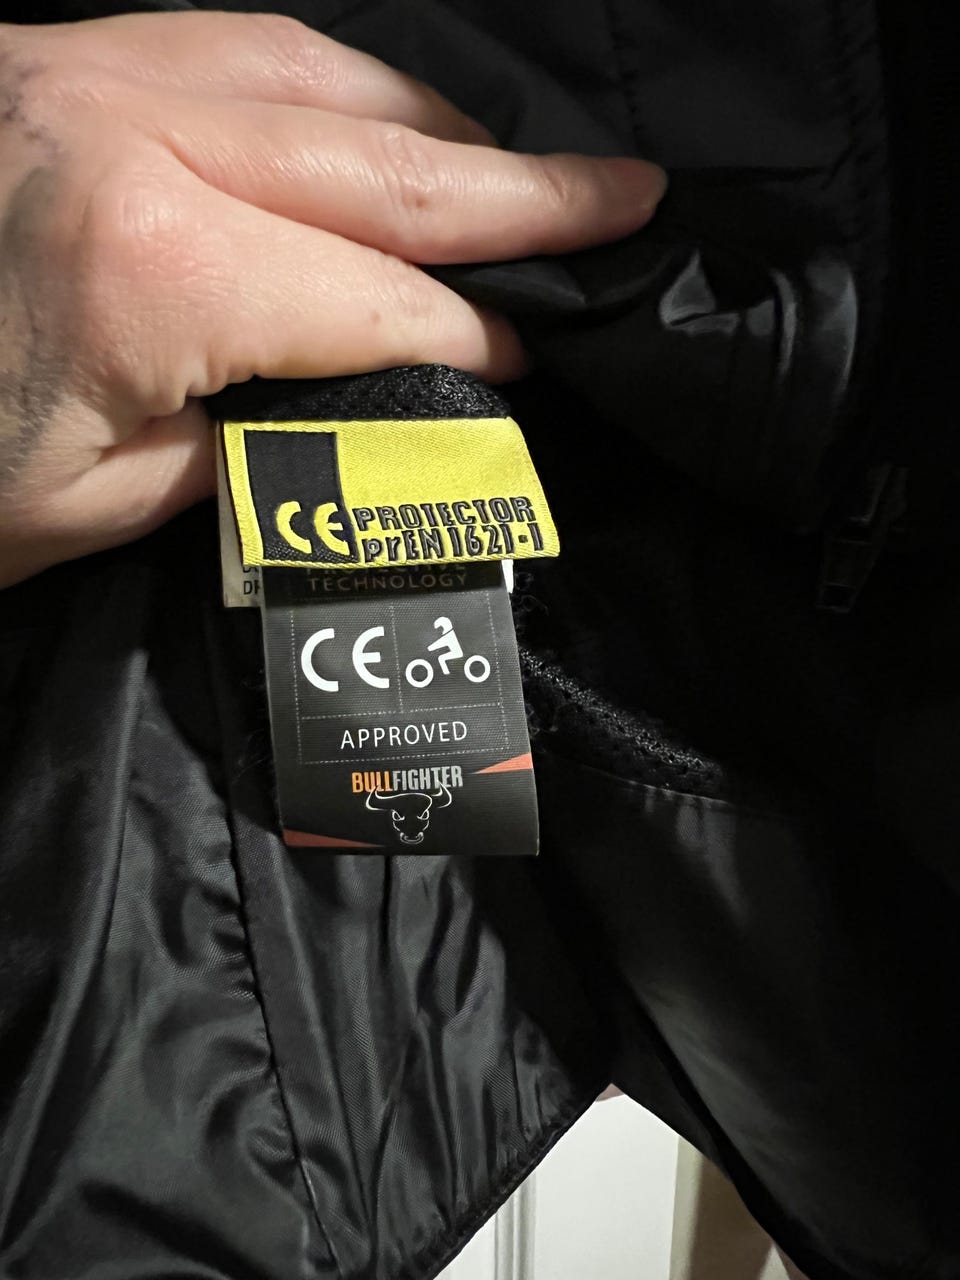 CE PROTECTOR
prEN 1621-1
TECHNOLOGY
CE
APPROVED
BULLFIGHTER